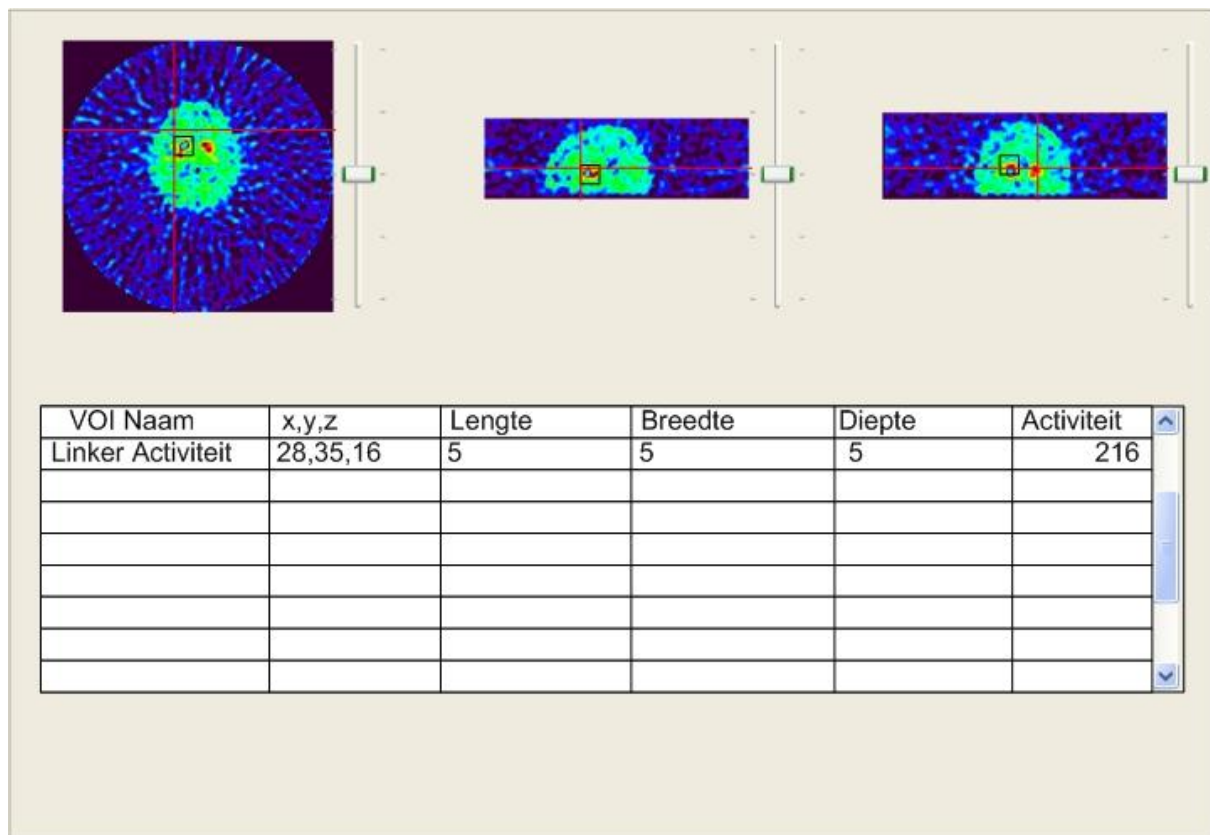 VOI Naam x,y,z Lengte Breedte Diepte Activiteit
Linker Activiteit 28,35,16 5 5 5 216